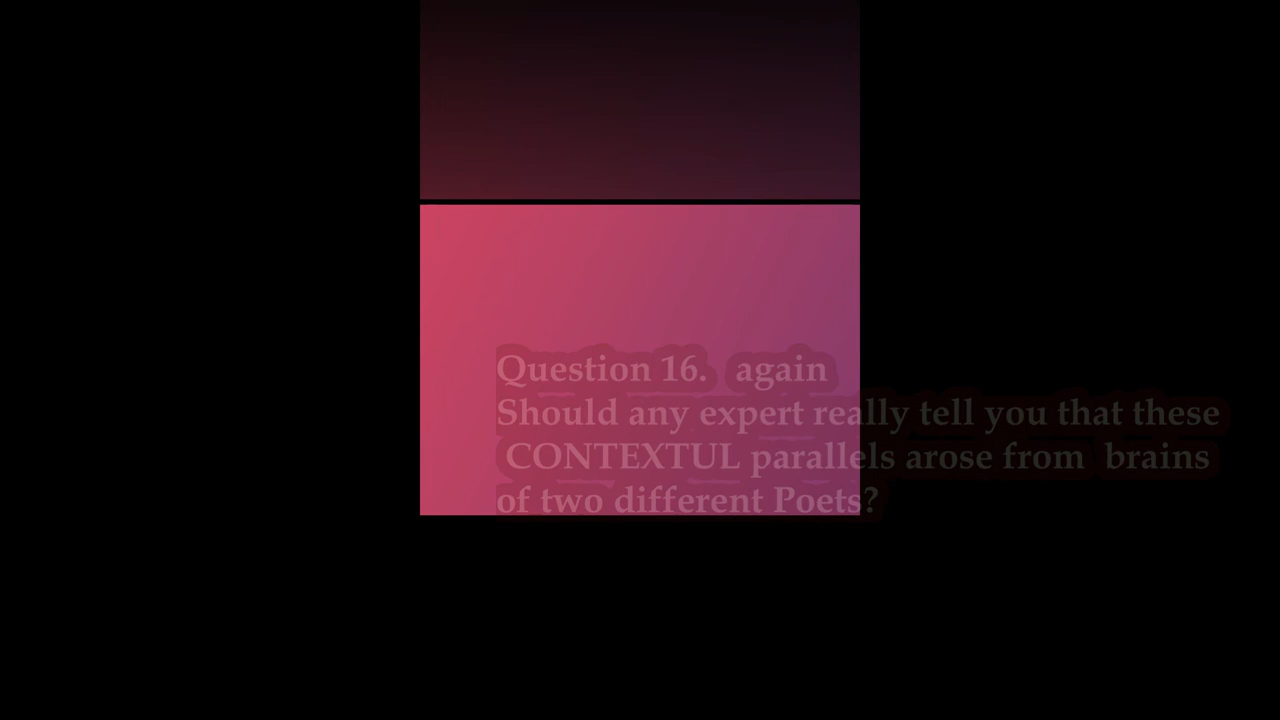 Question 16. again
Should any expert really tell you that these
CONTEXTUL parallels arose from brains
of two different Poets?